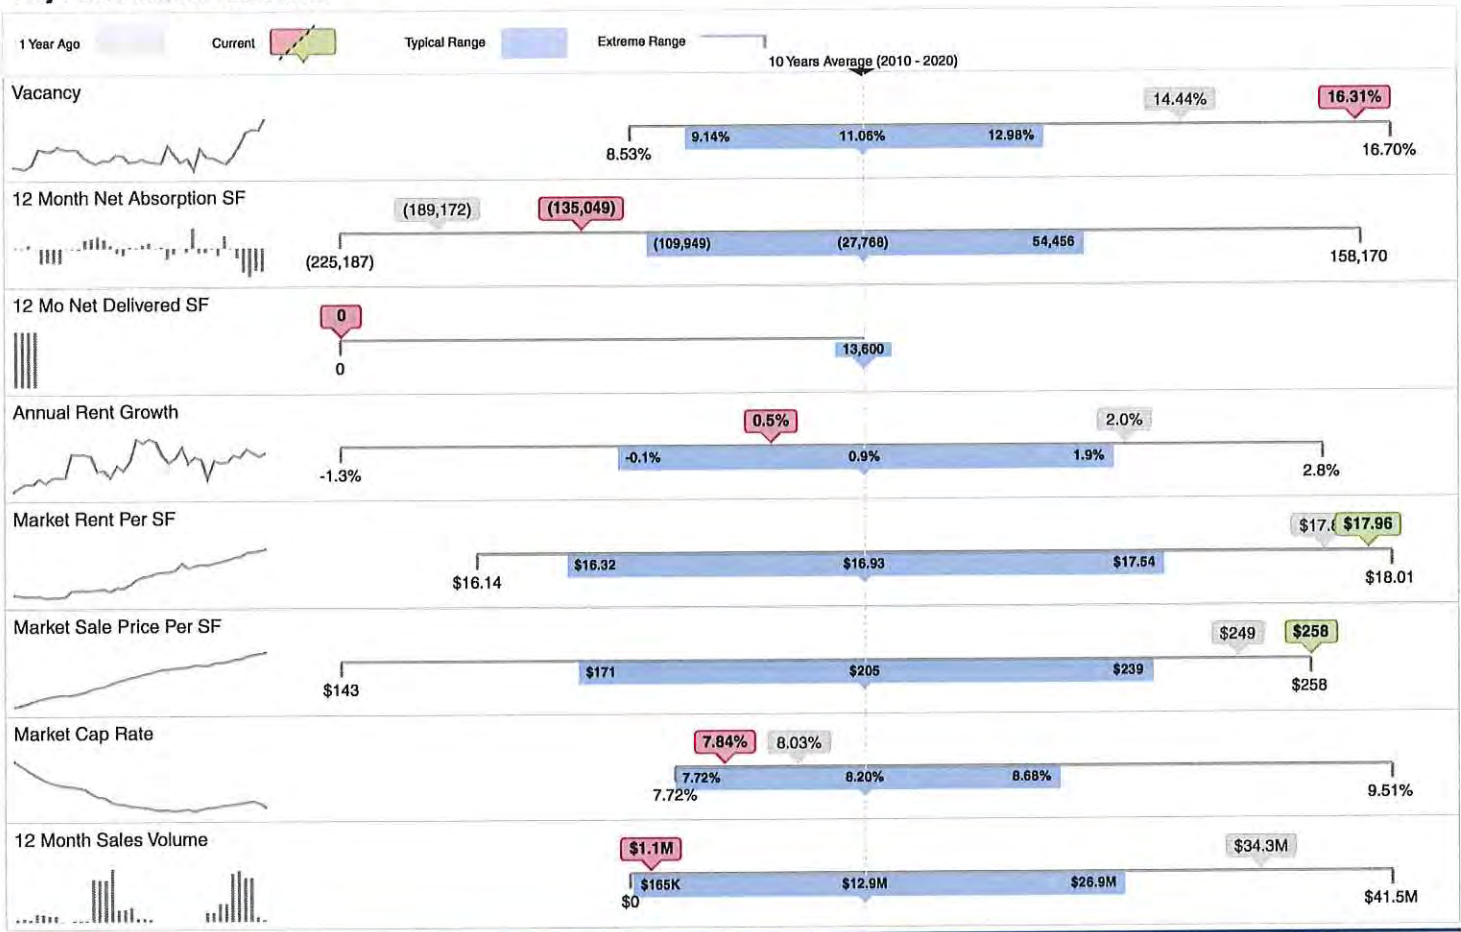 1 Year Ago Current Typical Range Extreme Range
10 Years Average (2010 - 2020)
Vacancy
14.44% 16.31%
9.14% 11.06% 12.98%
8.53% 16.70%
12 Month Net Absorption SF
(189,172) (135,049)
(109,949) (27,768) 54,456
(225,187) 158,170
12 Mo Net Delivered SF
0
13,600
0
Annual Rent Growth
0.5% 2.0%
-0.1% 0.9% 1.9%
-1.3% 2.8%
Market Rent Per SF
$17.96
$16.32 $16.93 $17.54
$16.14 $18.01
Market Sale Price Per SF
$249 $258
$171 $205 $239
$143 $258
Market Cap Rate
7.84% 8.03%
7.72% 8.20% 8.68%
7.72% 9.51%
12 Month Sales Volume
$1.1M $34.3M
$165K $12.9M $26.9M
$0 $41.5M